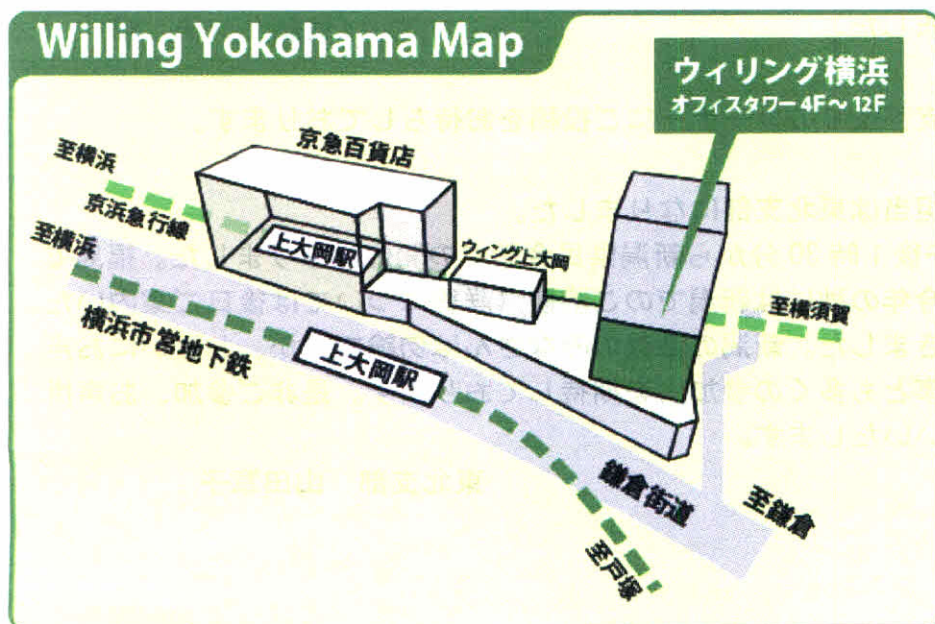 Willing Yokohama Map
ウィリング横浜
オフィスタワー4F〜12F
京急百貨店
至横浜
京浜急行線
上大岡駅
ウィング上大岡
至横浜
至横須賀
横浜市営地下鉄
上大岡駅
鎌倉街道
至鎌倉
至戸塚